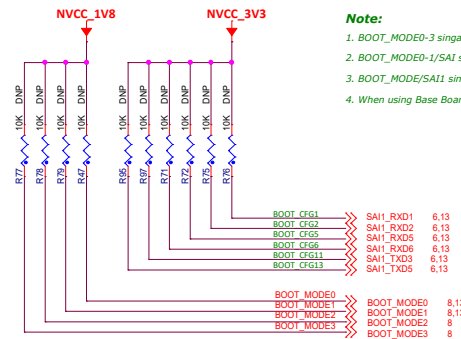 NVCC_1V8
NVCC_3V3
Note:
1. BOOT_MODE0-3 singa
2. BOOT_MODE0-1/SAI s
3. BOOT_MODE/SAI1 sin
4. When using Base Boar
10K DNP
10K DNP
10K DNP
10K DNP
10K DNP
10K DNP
10K DNP
10K DNP
10K DNP
10K DNP
R77
R78
R79
R47
R95
R97
R71
R72
R75
R76
BOOT_CFG1 SAI1_RXD1 6,13
BOOT_CFG2 SAI1_RXD2 6,13
BOOT_CFG5 SAI1_RXD5 6,13
BOOT_CFG6 SAI1_RXD6 6,13
BOOT_CFG11 SAI1_TXD3 6,13
BOOT_CFG13 SAI1_TXD5 6,13
BOOT_MODE0 BOOT_MODE0 8,13
BOOT_MODE1 BOOT_MODE1 8,13
BOOT_MODE2 BOOT_MODE2 8
BOOT_MODE3 BOOT_MODE3 8